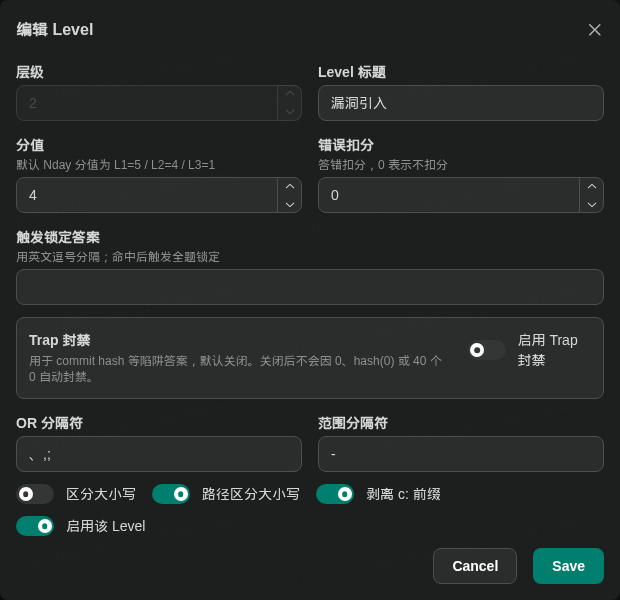 编辑 Level
层级
Level 标题
2
漏洞引入
分值
错误扣分
默认 Nday 分值为 L1=5 / L2=4 / L3=1
答错扣分，0 表示不扣分
4
0
触发锁定答案
用英文逗号分隔；命中后触发全题锁定
Trap 封禁
用于 commit hash 等陷阱答案，默认关闭。关闭后不会因 0、hash(0) 或 40 个
0 自动封禁。
启用 Trap
封禁
OR 分隔符
范围分隔符
、,;
-
区分大小写
路径区分大小写
剥离 c: 前缀
启用该 Level
Cancel
Save